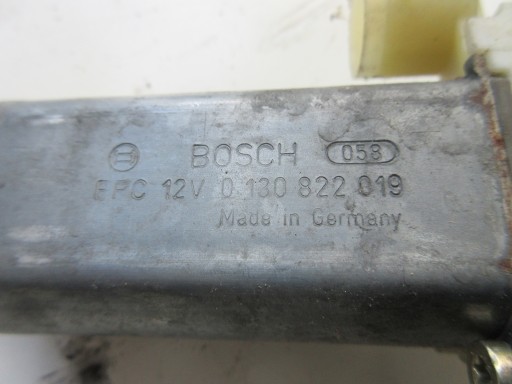 BOSCH 058
EPC 12V 0 130 822 019
Made in Germany